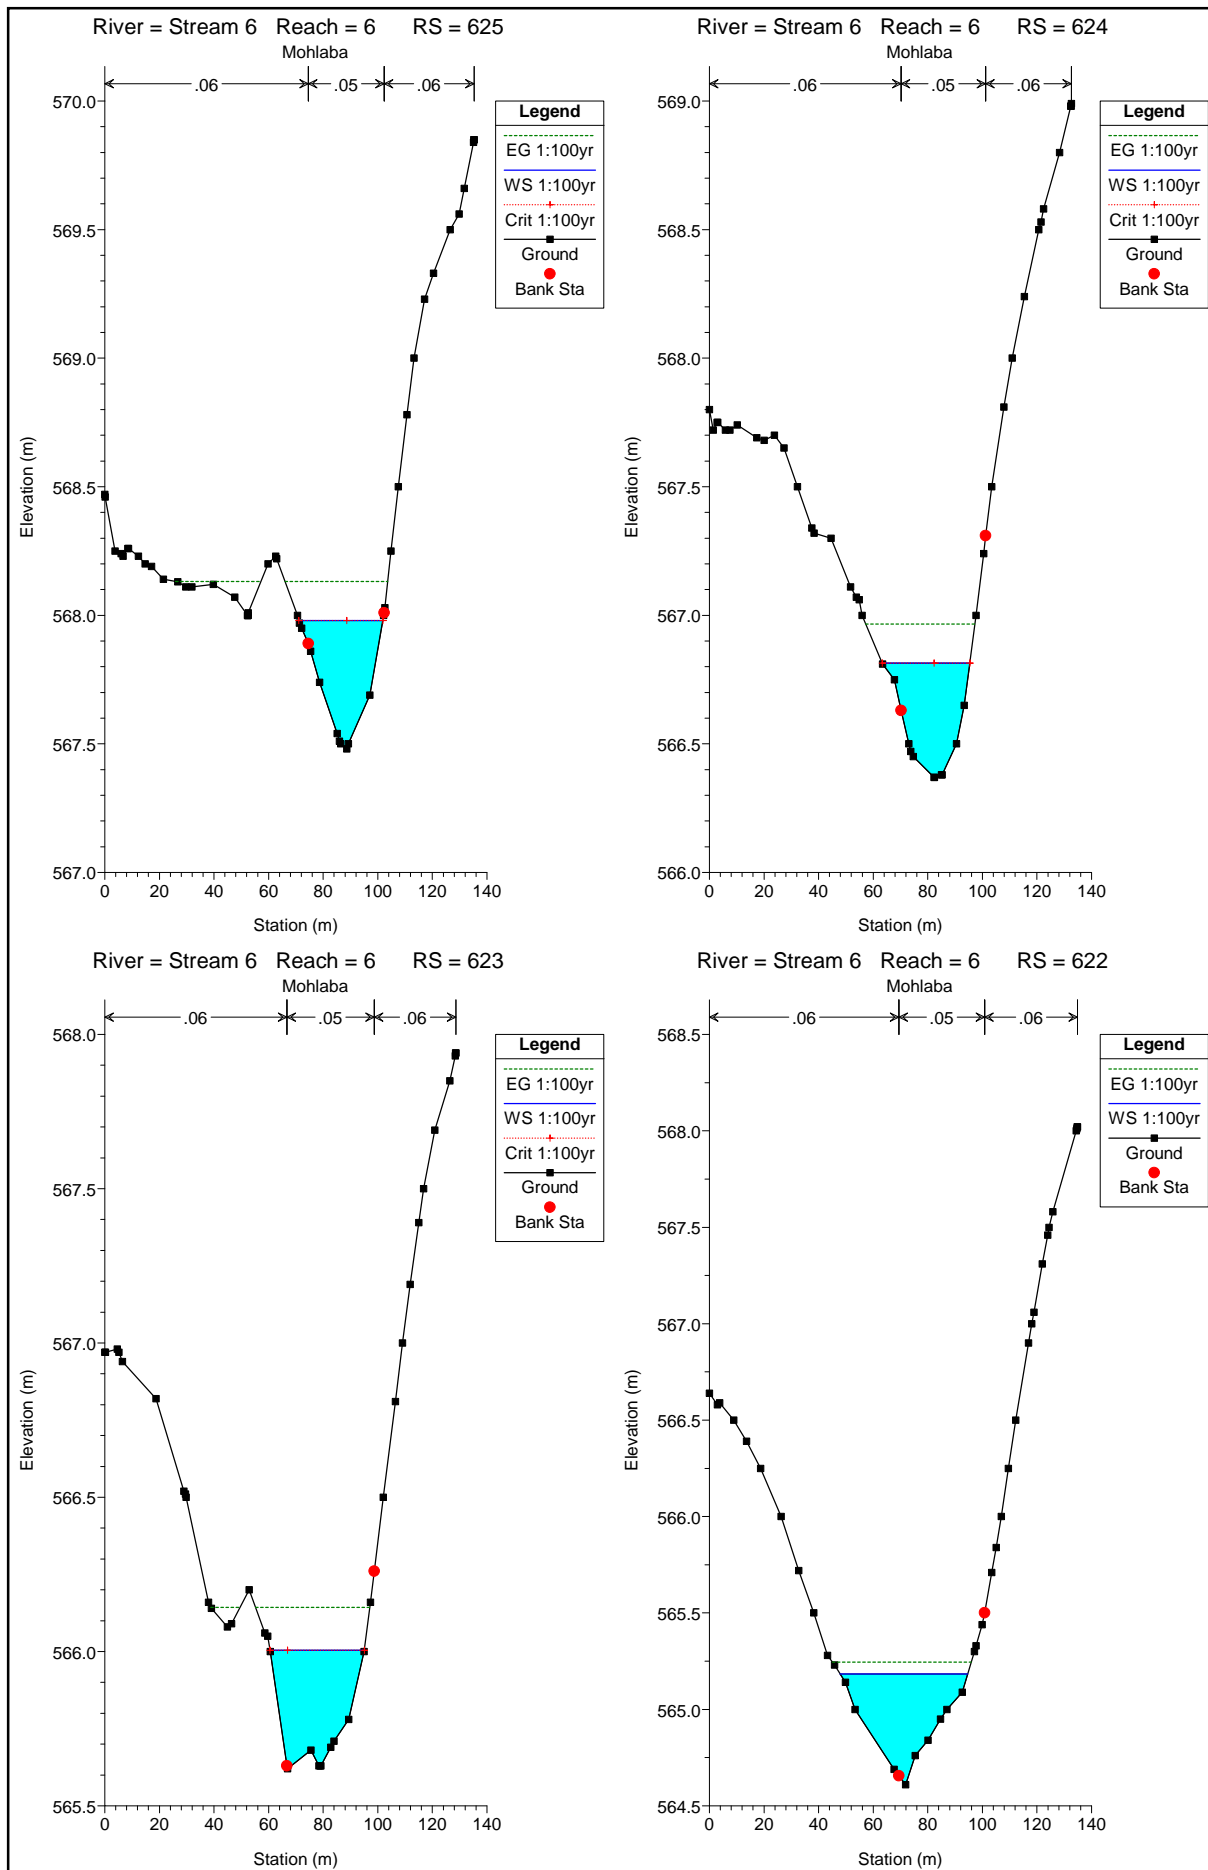 River = Stream 6 Reach = 6 RS = 625
Mohlaba
.06 .05 .06
570.0
569.5
569.0
568.5
568.0
567.5
567.0
Elevation (m)
0 20 40 60 80 100 120 140
Station (m)
Legend
EG 1:100yr
WS 1:100yr
Crit 1:100yr
Ground
Bank Sta
River = Stream 6 Reach = 6 RS = 624
Mohlaba
.06 .05 .06
569.0
568.5
568.0
567.5
567.0
566.5
566.0
Elevation (m)
0 20 40 60 80 100 120 140
Station (m)
Legend
EG 1:100yr
WS 1:100yr
Crit 1:100yr
Ground
Bank Sta
River = Stream 6 Reach = 6 RS = 623
Mohlaba
.06 .05 .06
568.0
567.5
567.0
566.5
566.0
565.5
Elevation (m)
0 20 40 60 80 100 120 140
Station (m)
Legend
EG 1:100yr
WS 1:100yr
Crit 1:100yr
Ground
Bank Sta
River = Stream 6 Reach = 6 RS = 622
Mohlaba
.06 .05 .06
568.5
568.0
567.5
567.0
566.5
566.0
565.5
565.0
564.5
Elevation (m)
0 20 40 60 80 100 120 140
Station (m)
Legend
EG 1:100yr
WS 1:100yr
Ground
Bank Sta